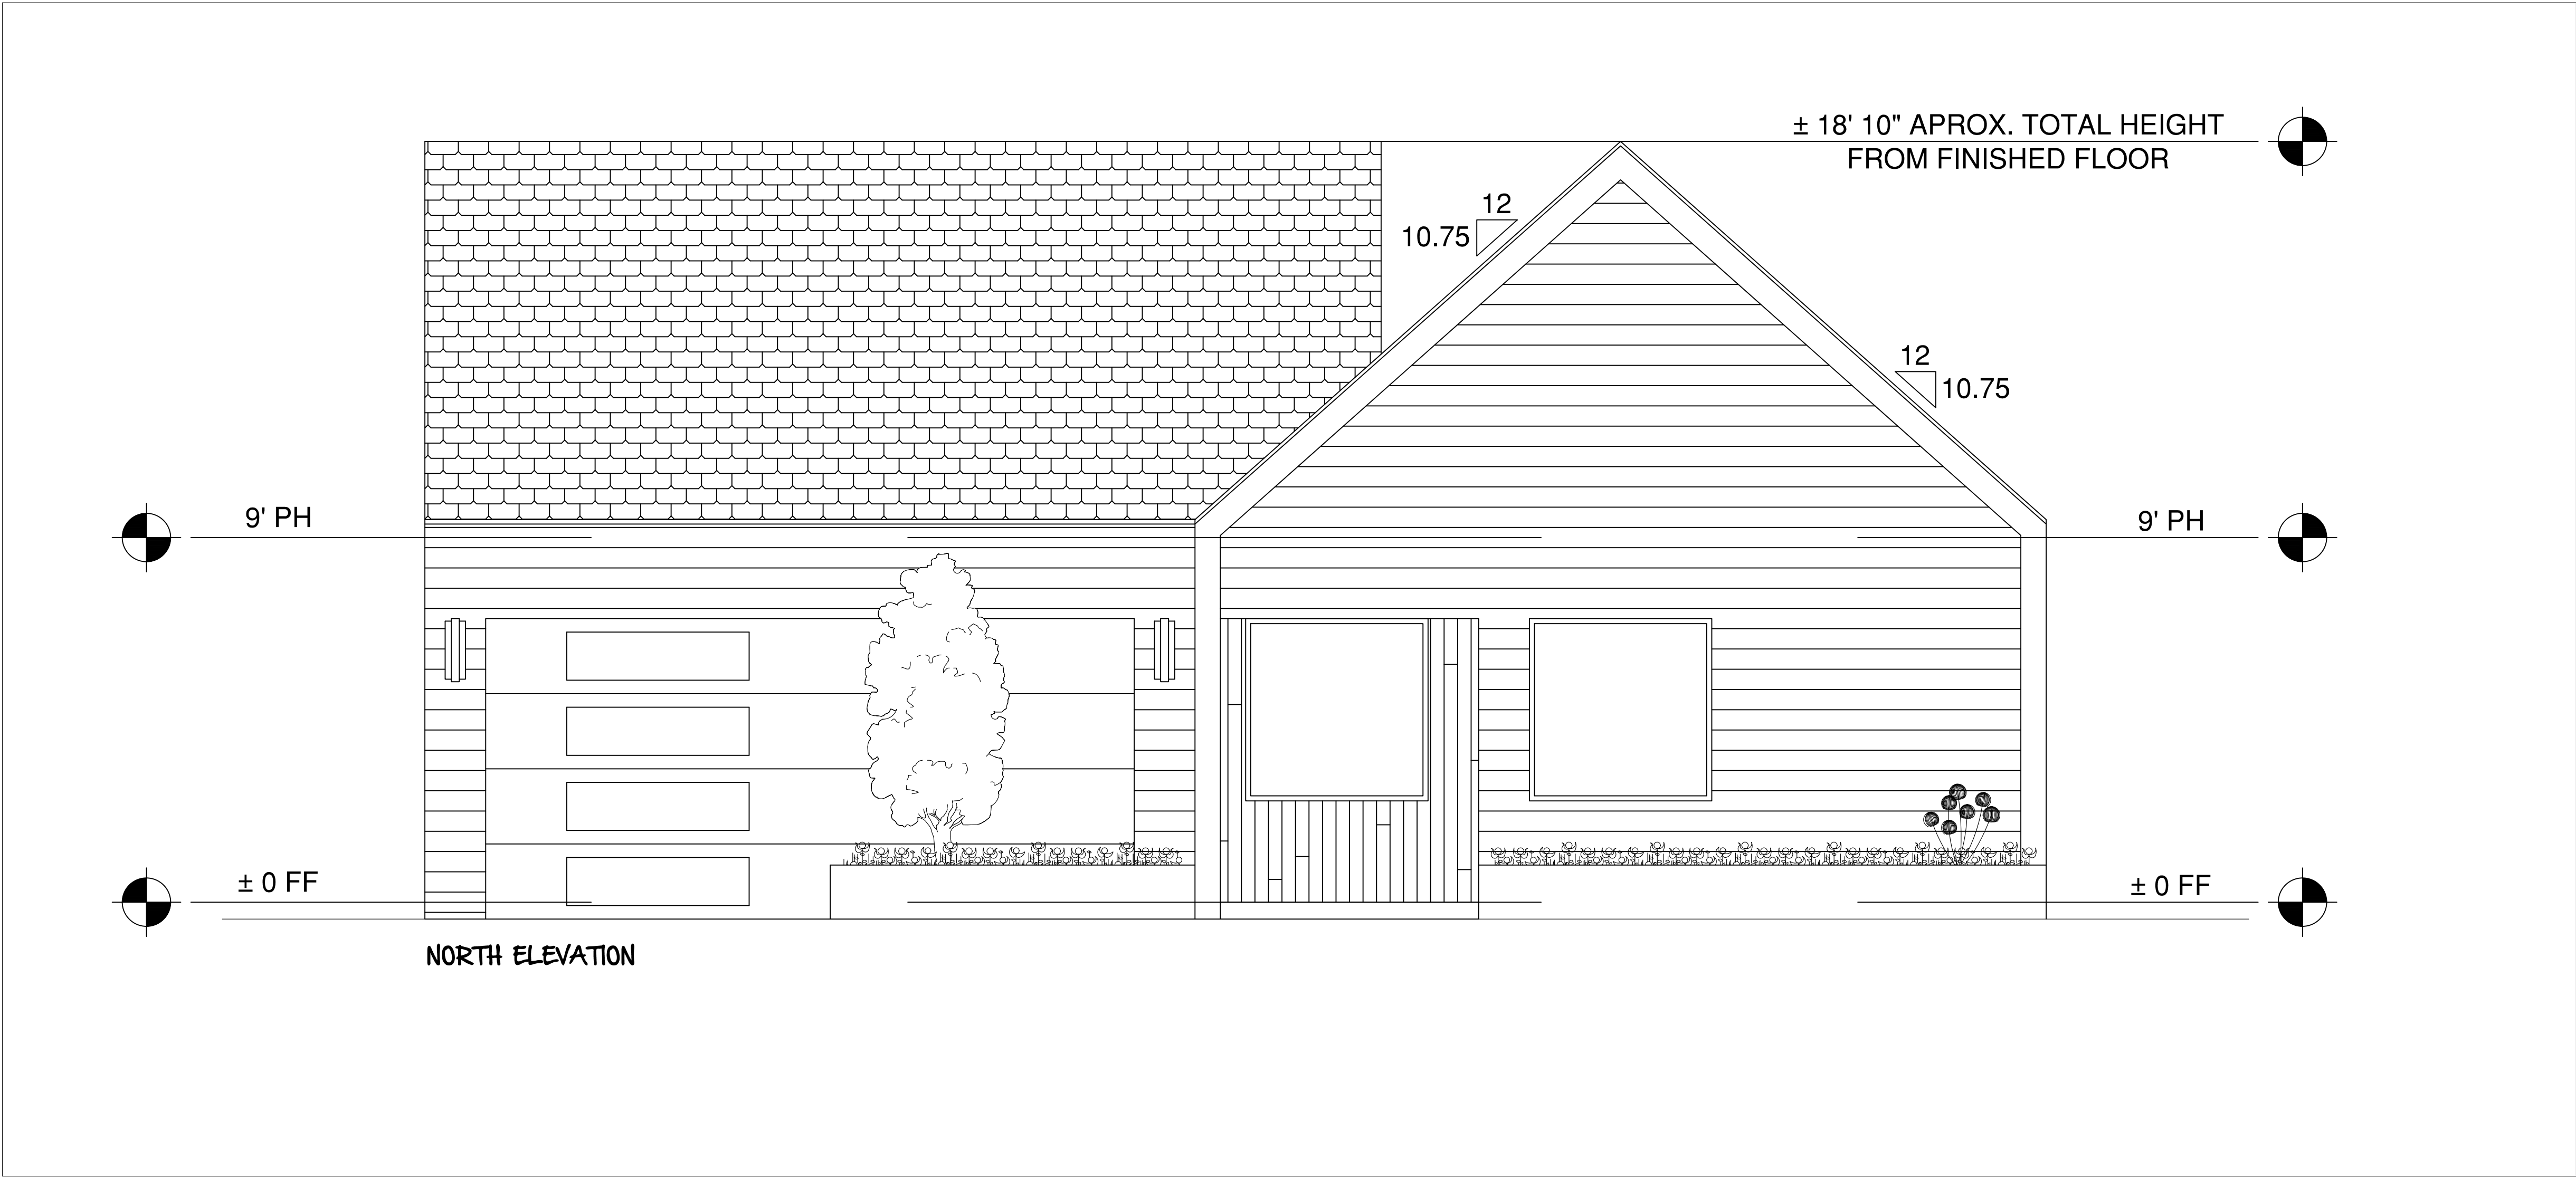 ± 18' 10" APROX. TOTAL HEIGHT
FROM FINISHED FLOOR
12
10.75
12
10.75
9' PH
9' PH
± 0 FF
± 0 FF
NORTH ELEVATION